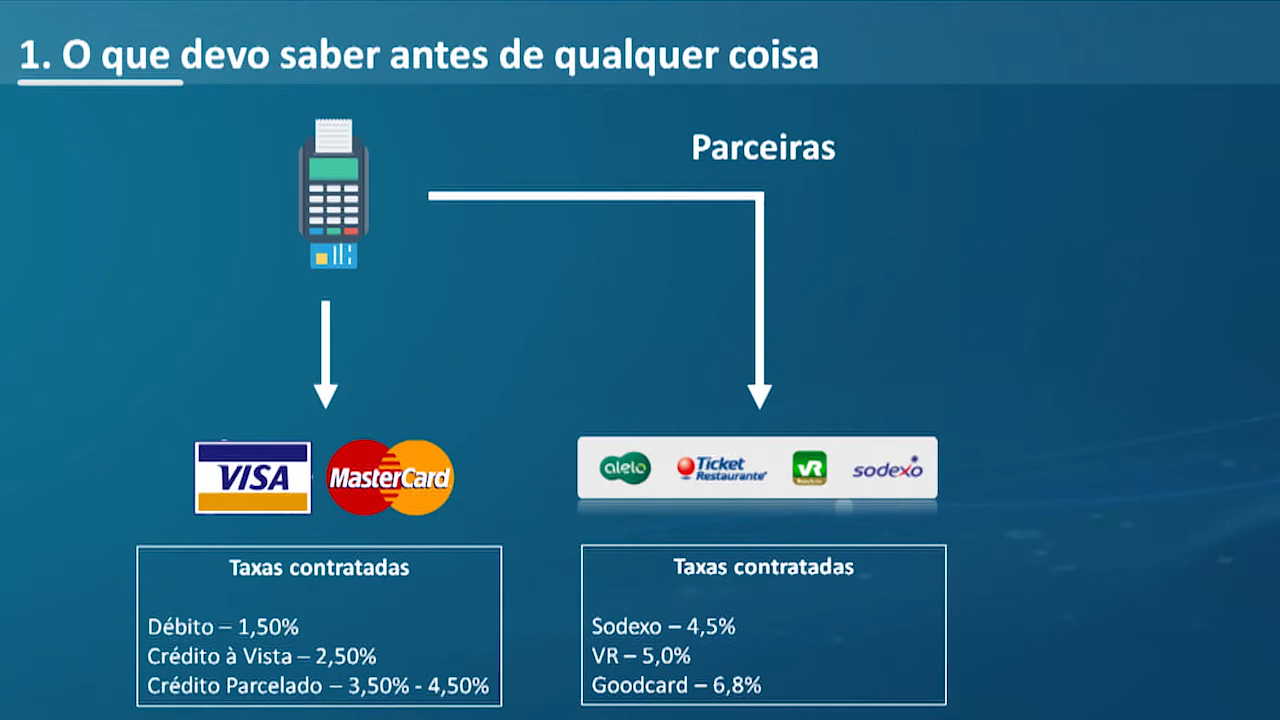 1. O que devo saber antes de qualquer coisa
Parceiras
VISA
MasterCard
alelo
Ticket
Restaurante
VR
sodexo
Taxas contratadas
Débito – 1,50%
Crédito à Vista – 2,50%
Crédito Parcelado – 3,50% - 4,50%
Taxas contratadas
Sodexo – 4,5%
VR – 5,0%
Goodcard – 6,8%